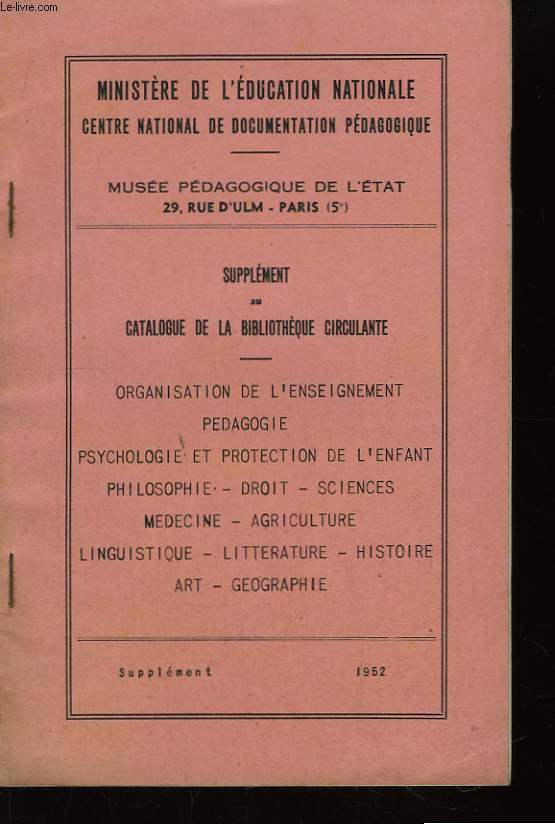 Le-livre.com
MINISTÈRE DE L'ÉDUCATION NATIONALE
CENTRE NATIONAL DE DOCUMENTATION PÉDAGOGIQUE
MUSÉE PÉDAGOGIQUE DE L'ÉTAT
29, RUE D'ULM - PARIS (5e)
SUPPLÉMENT
au
CATALOGUE DE LA BIBLIOTHÈQUE CIRCULANTE
ORGANISATION DE L'ENSEIGNEMENT
PEDAGOGIE
PSYCHOLOGIE ET PROTECTION DE L'ENFANT
PHILOSOPHIE - DROIT - SCIENCES
MEDECINE - AGRICULTURE
LINGUISTIQUE - LITTERATURE - HISTOIRE
ART - GEOGRAPHIE
Supplément 1952